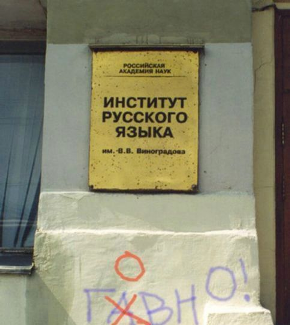 РОССИЙСКАЯ
АКАДЕМИЯ НАУК
ИНСТИТУТ
РУССКОГО
ЯЗЫКА
им. В.В. Виноградова
О
ГАВНО!